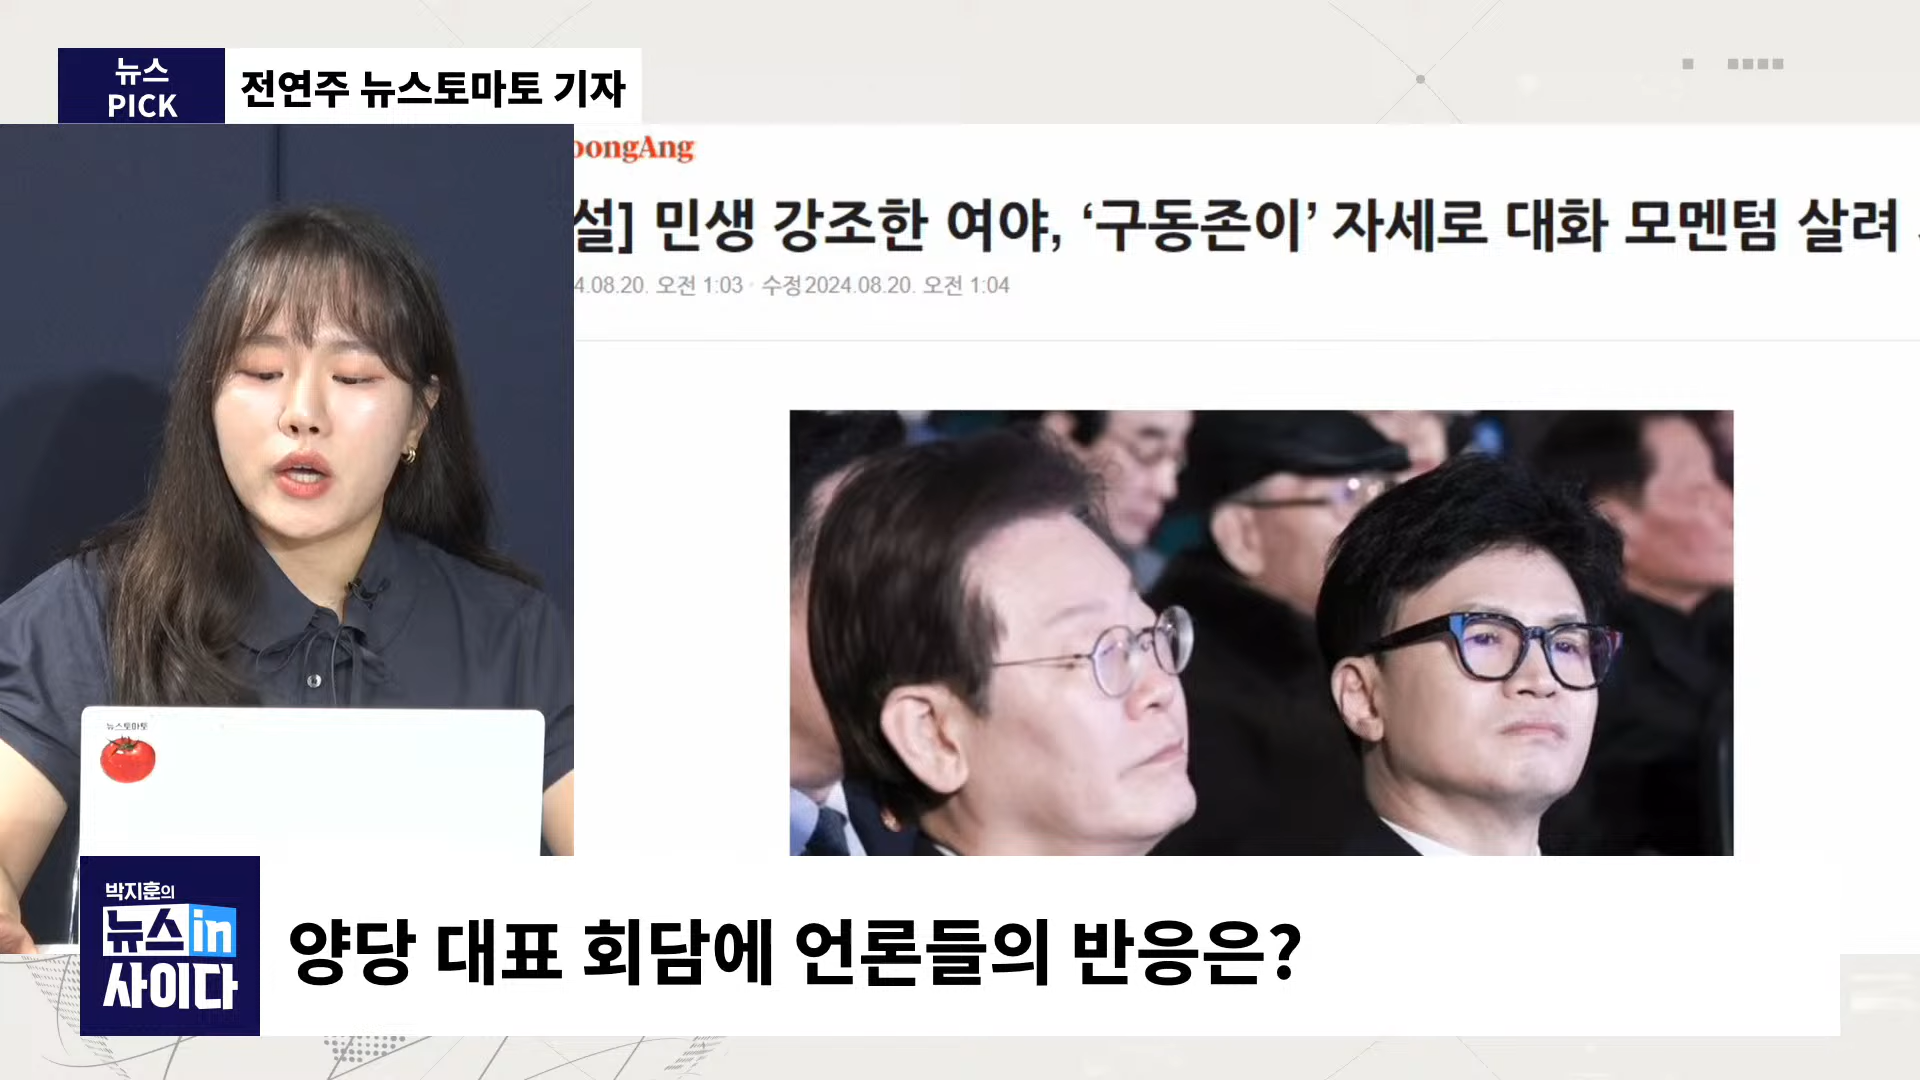 뉴스
PICK
전연주 뉴스토마토 기자
oongAng
설] 민생 강조한 여야, ‘구동존이’ 자세로 대화 모멘텀 살려
4.08.20. 오전 1:03 · 수정2024.08.20. 오전 1:04
뉴스토마토
박지훈의
뉴스in
사이다
양당 대표 회담에 언론들의 반응은?